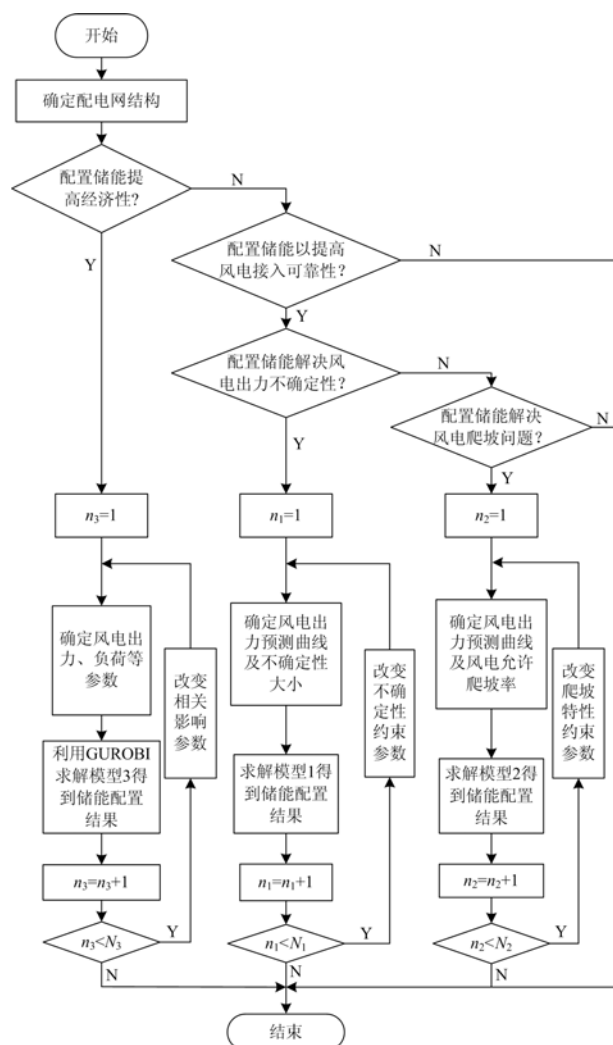 开始
确定配电网结构
配置储能提
高经济性?
N
Y
配置储能以提高
风电接入可靠性?
N
Y
配置储能解决风
电出力不确定性?
N
Y
配置储能解决
风电爬坡问题?
N
Y
n₃=1
n₁=1
n₂=1
确定风电出
力、负荷等
参数
改变
相关
影响
参数
利用GUROBI
求解模型3得
到储能配置
结果
n₃=n₃+1
n₃<N₃
Y
N
确定风电出
力预测曲线
及不确定性
大小
改变
不确
定性
约束
参数
求解模型1得
到储能配置
结果
n₁=n₁+1
n₁<N₁
Y
N
确定风电出
力预测曲线
及风电允许
爬坡率
改变
爬坡
特性
约束
参数
求解模型2得
到储能配置
结果
n₂=n₂+1
n₂<N₂
Y
N
结束